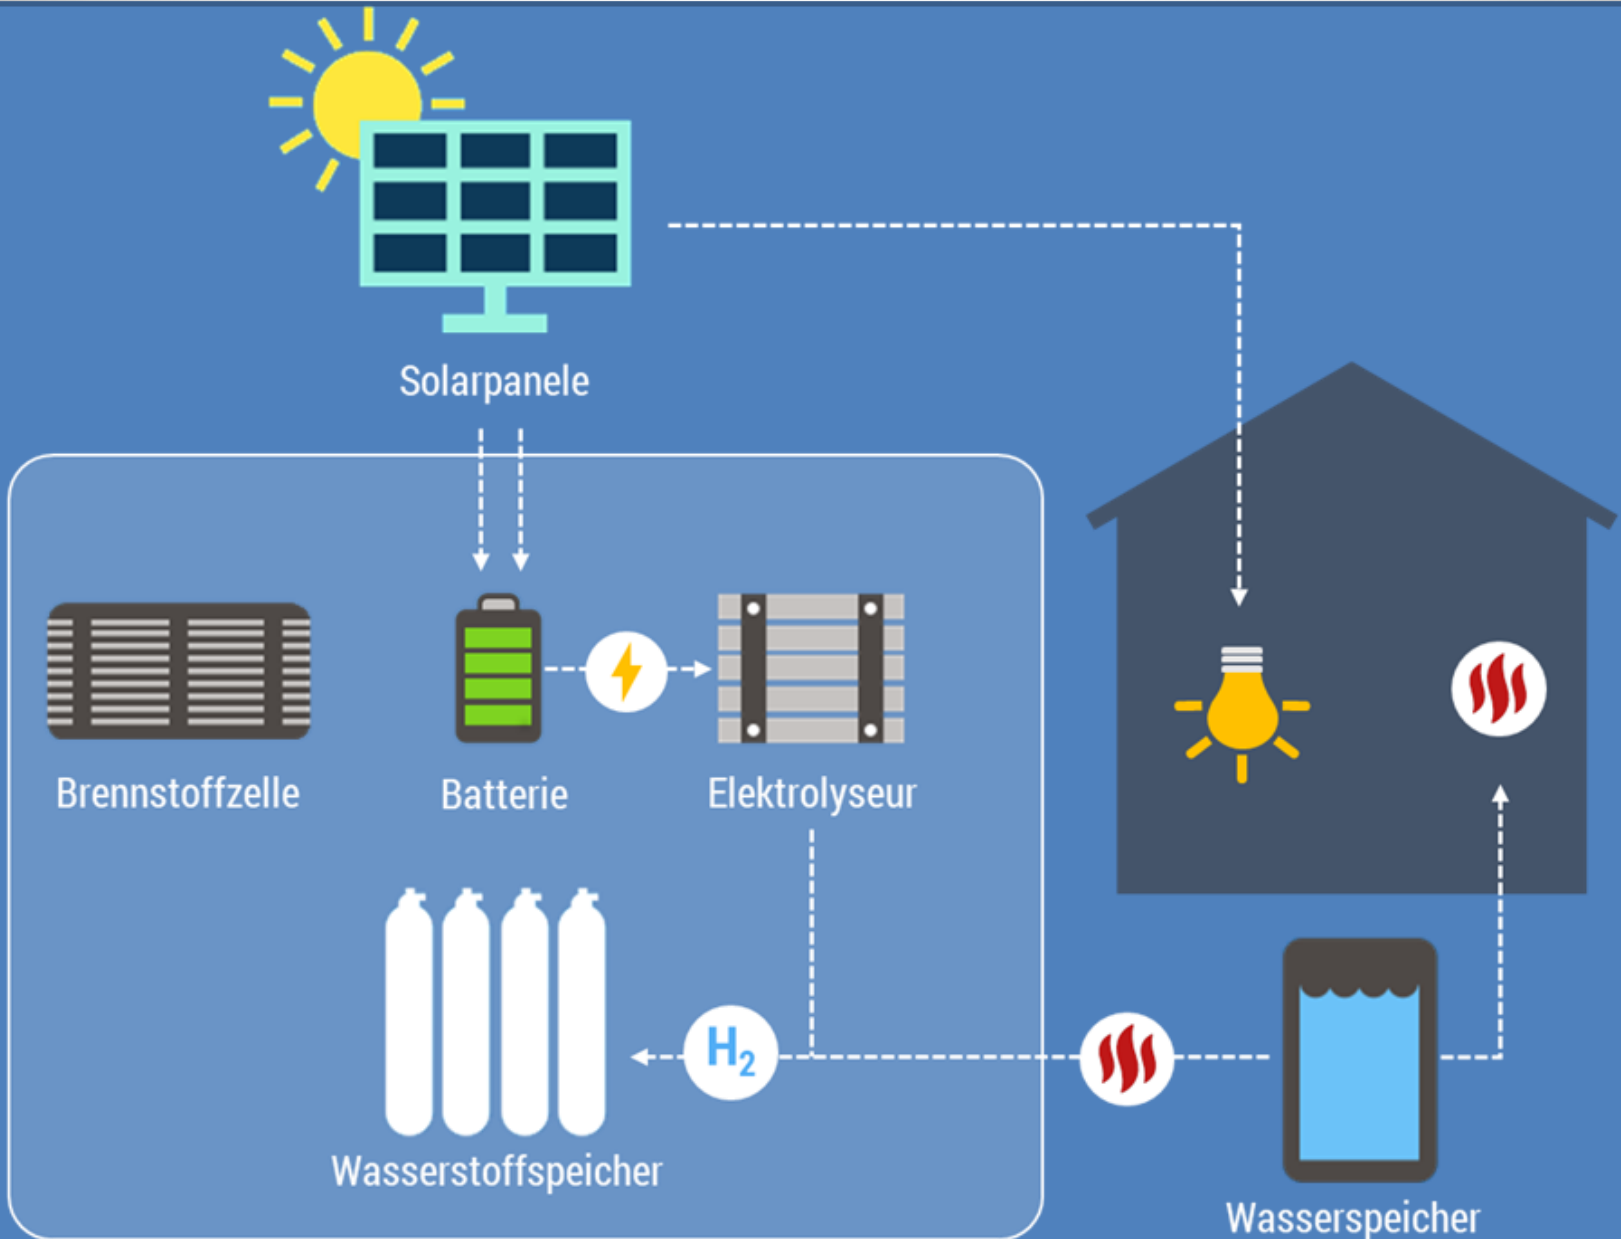 Solarpanele
Brennstoffzelle
Batterie
Elektrolyseur
H₂
Wasserstoffspeicher
Wasserspeicher